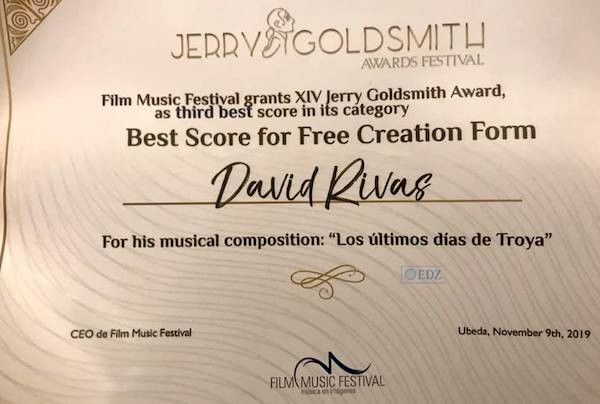 JERRY GOLDSMITH
AWARDS FESTIVAL
Film Music Festival grants XIV Jerry Goldsmith Award,
as third best score in its category
Best Score for Free Creation Form
David Rivas
For his musical composition: “Los últimos días de Troya”
EDZ
CEO de Film Music Festival
Ubeda, November 9th, 2019
FILM MUSIC FESTIVAL
música en imágenes